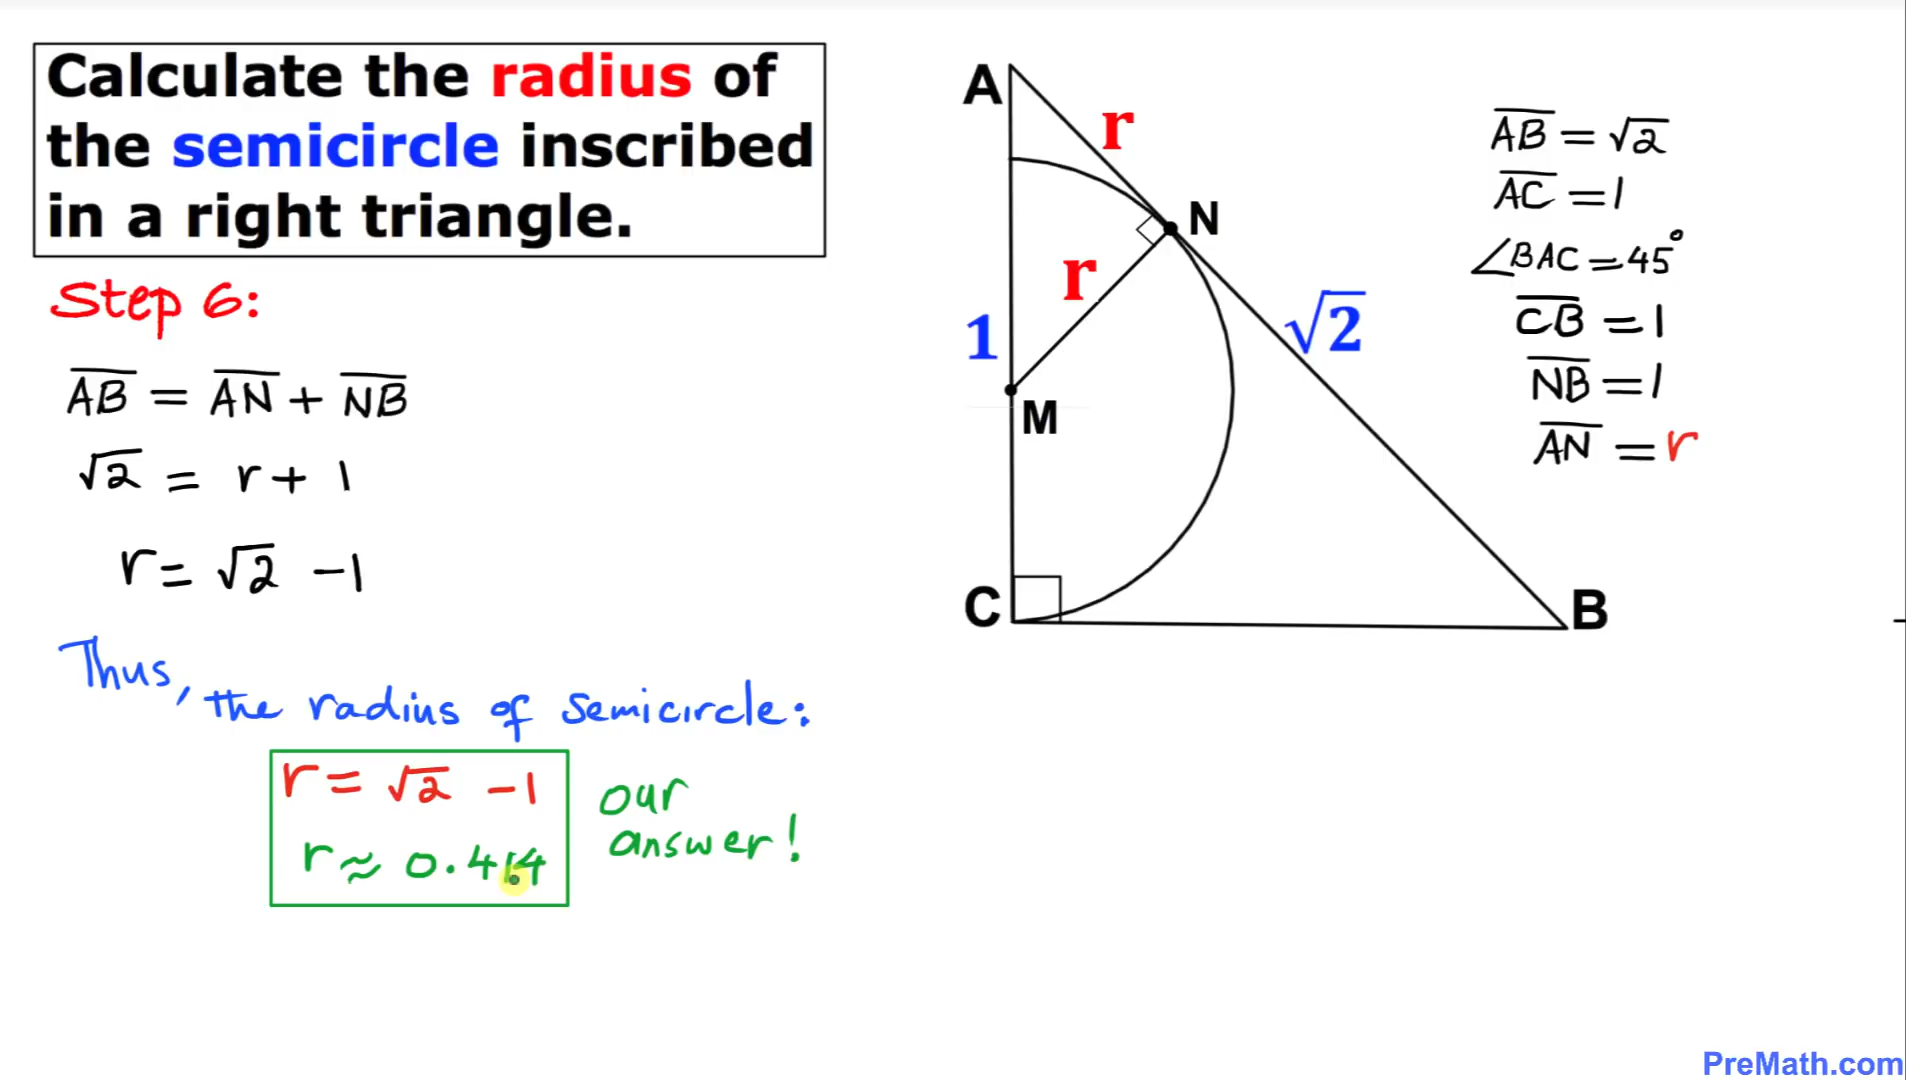 Calculate the radius of
the semicircle inscribed
in a right triangle.
Step 6:
AB = AN + NB
√2 = r + 1
r = √2 - 1
Thus, the radius of semicircle:
r = √2 - 1
r ≈ 0.414
our
answer!
A
r
N
r
1
√2
M
C
B
AB = √2
AC = 1
∠BAC = 45°
CB = 1
NB = 1
AN = r
PreMath.com